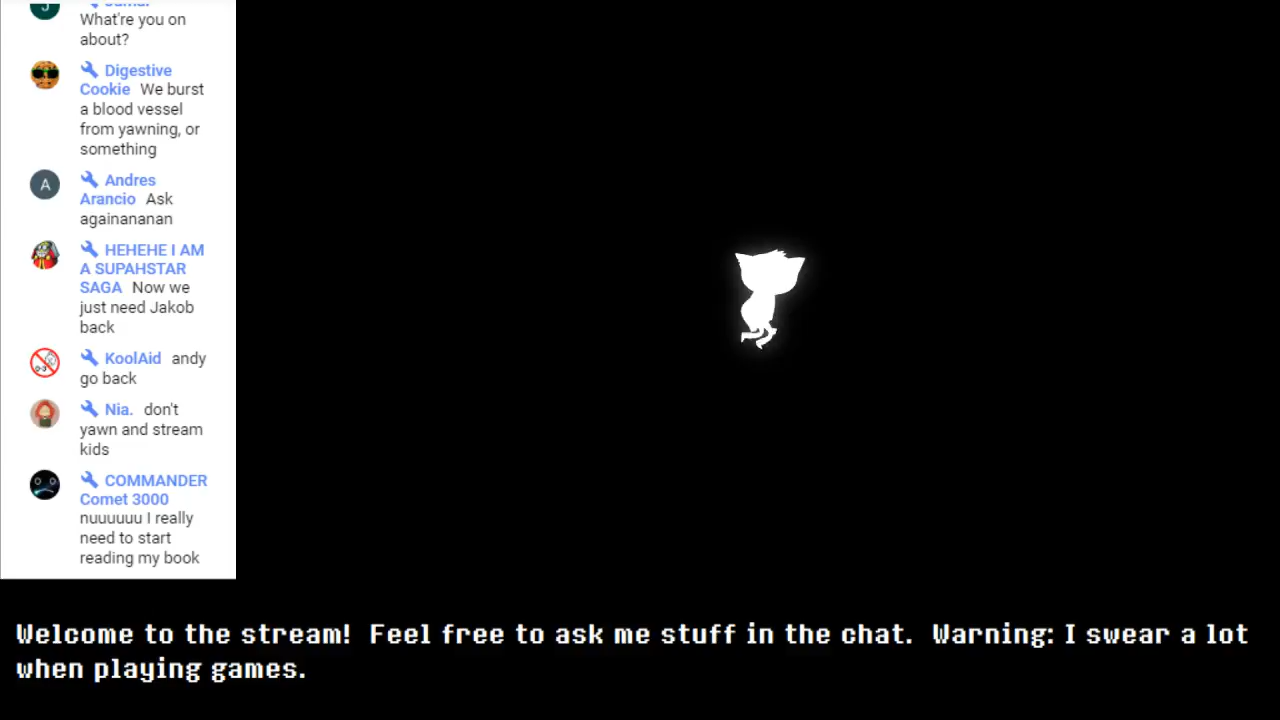 What're you on
about?
Digestive
Cookie We burst
a blood vessel
from yawning, or
something
A
Andres
Arancio Ask
againananan
HEHEHE I AM
A SUPAHSTAR
SAGA Now we
just need Jakob
back
KoolAid andy
go back
Nia. don't
yawn and stream
kids
COMMANDER
Comet 3000
nuuuuuu I really
need to start
reading my book
Welcome to the stream! Feel free to ask me stuff in the chat. Warning: I swear a lot
when playing games.